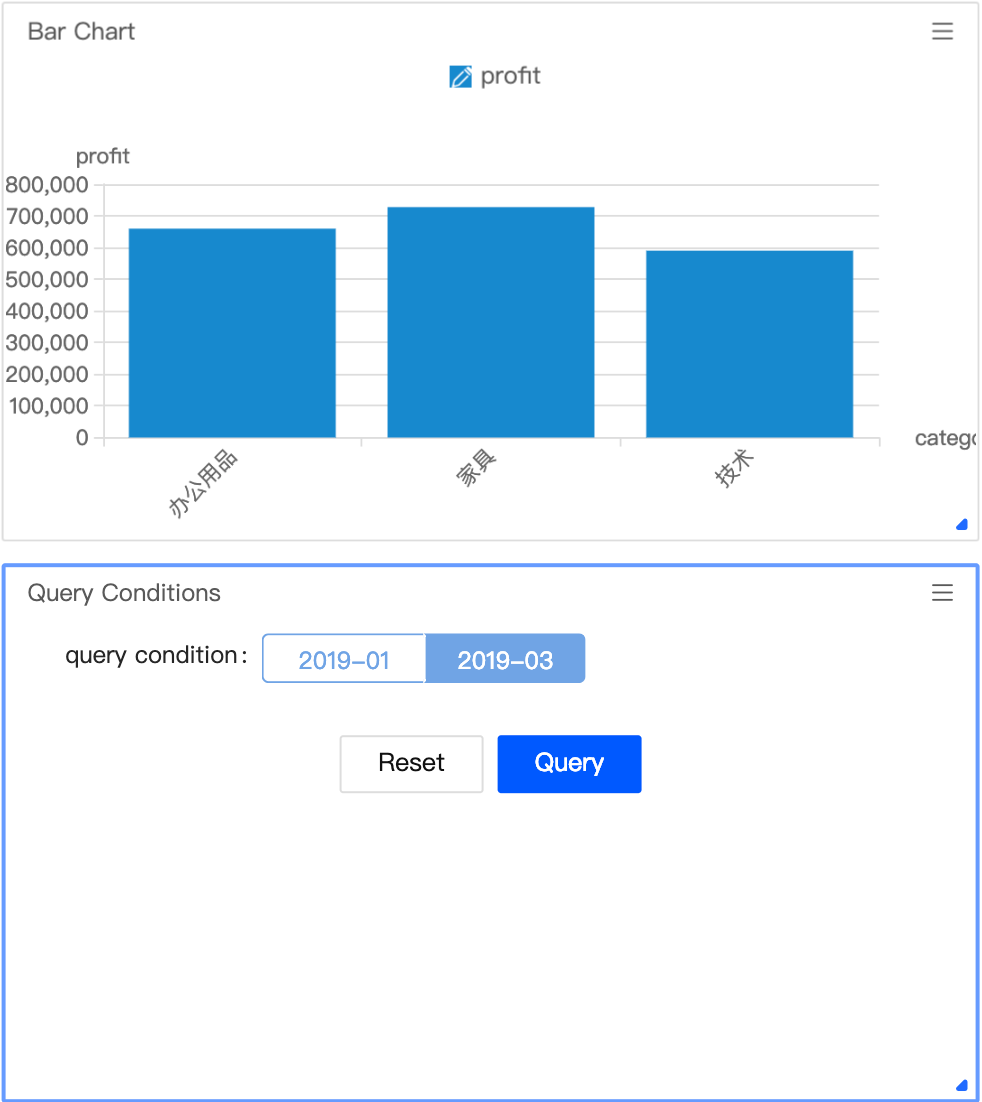 Bar Chart
profit
profit
800,000
700,000
600,000
500,000
400,000
300,000
200,000
100,000
0
办公用品
家具
技术
catego
Query Conditions
query condition:
2019-01
2019-03
Reset
Query